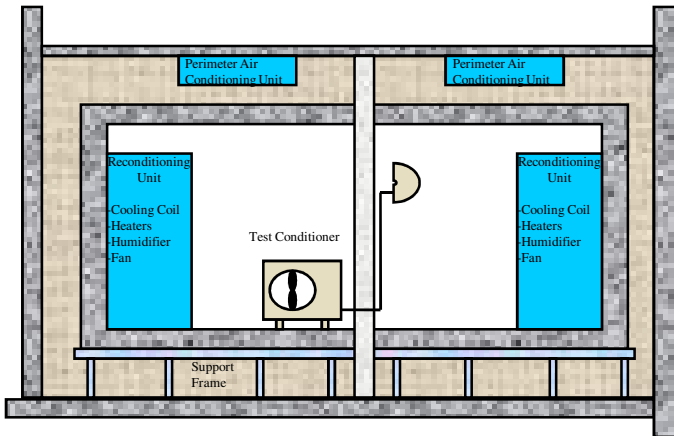 Perimeter Air
Conditioning Unit
Perimeter Air
Conditioning Unit
Reconditioning
Unit
-Cooling Coil
-Heaters
-Humidifier
-Fan
Test Conditioner
Reconditioning
Unit
-Cooling Coil
-Heaters
-Humidifier
-Fan
Support
Frame